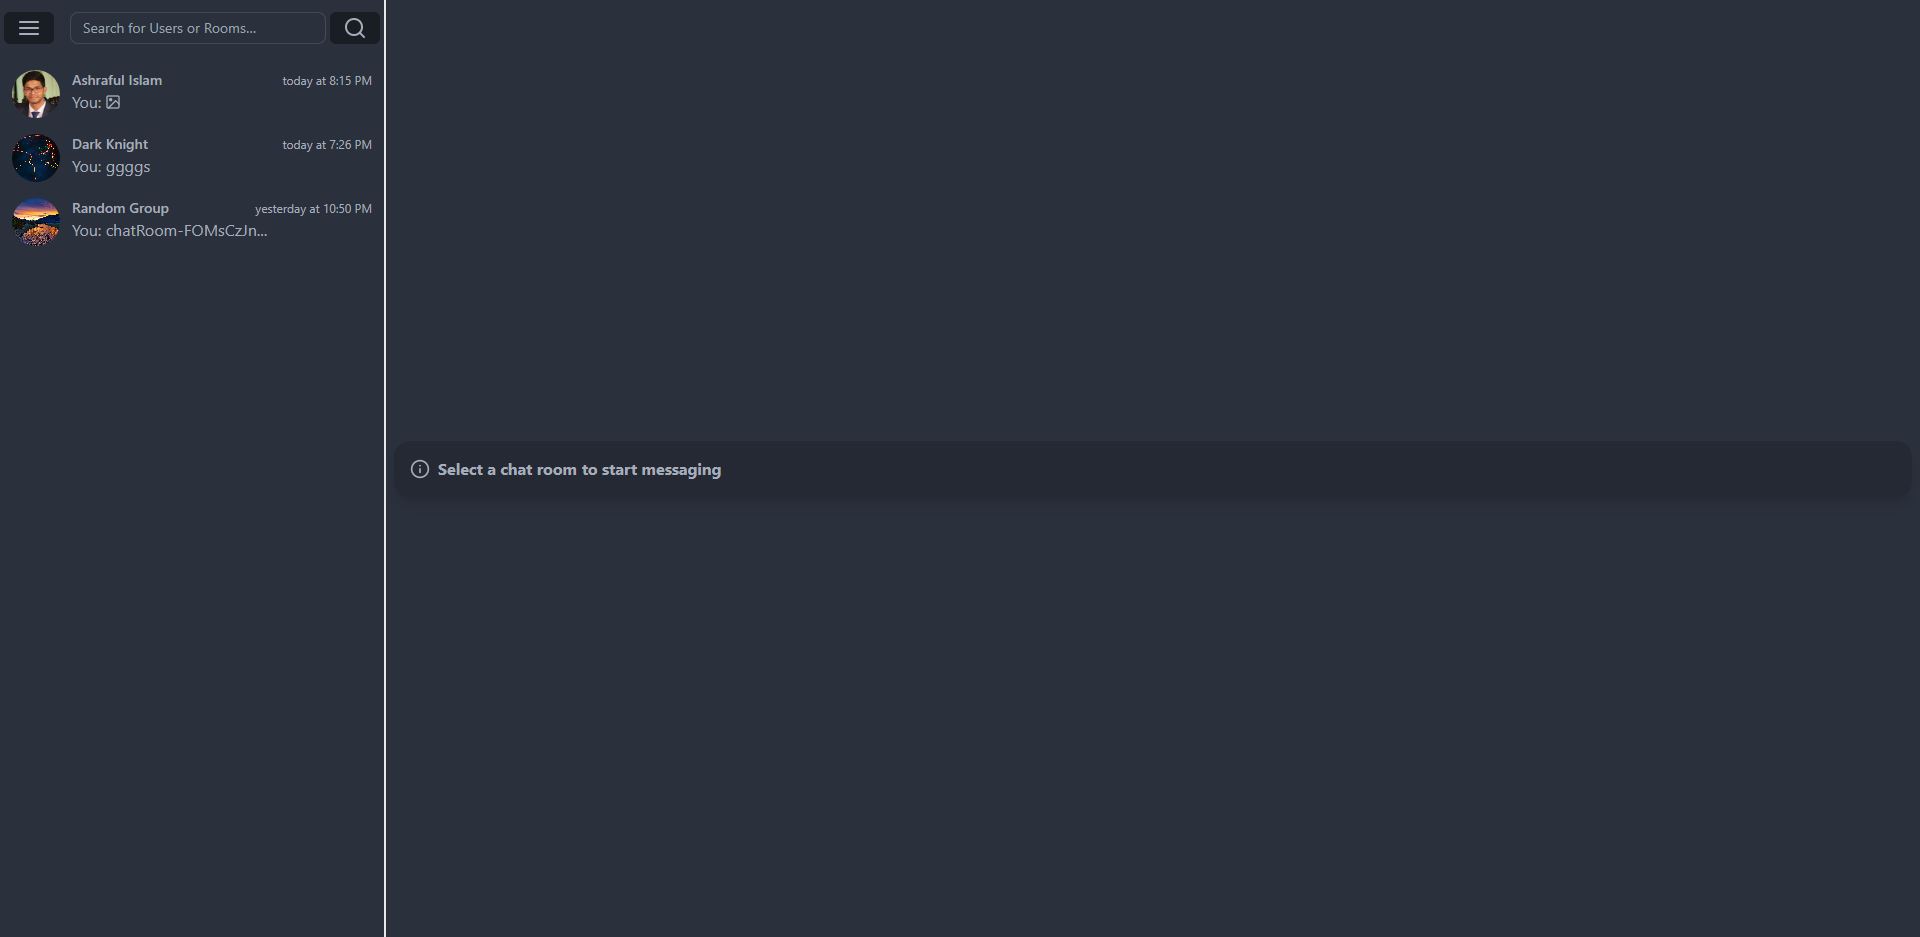 Search for Users or Rooms...
Ashraful Islam today at 8:15 PM
You:
Dark Knight today at 7:26 PM
You: ggggs
Random Group yesterday at 10:50 PM
You: chatRoom-FOMsCzJn...
Select a chat room to start messaging